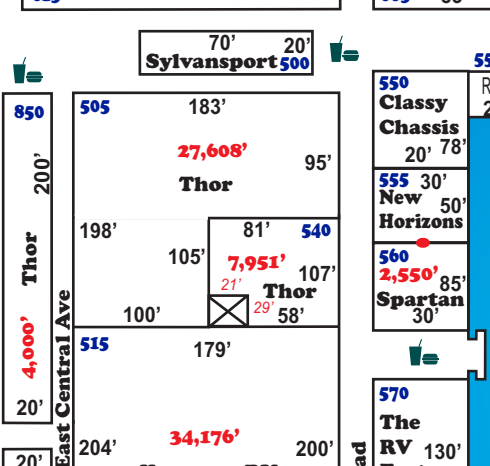 70’ 20’
Sylvansport 500
550
Classy
Chassis
20’ 78’
850
200’
Thor
4,000’
20’
East Central Ave
505
183’
27,608’
95’
Thor
198’
105’
100’
81’ 540
7,951’
107’
21’
Thor
29’ 58’
555 30’
New 50’
Horizons
560
2,550’ 85’
Spartan
30’
515
179’
34,176’
204’
200’
570
The
RV 130’
20’